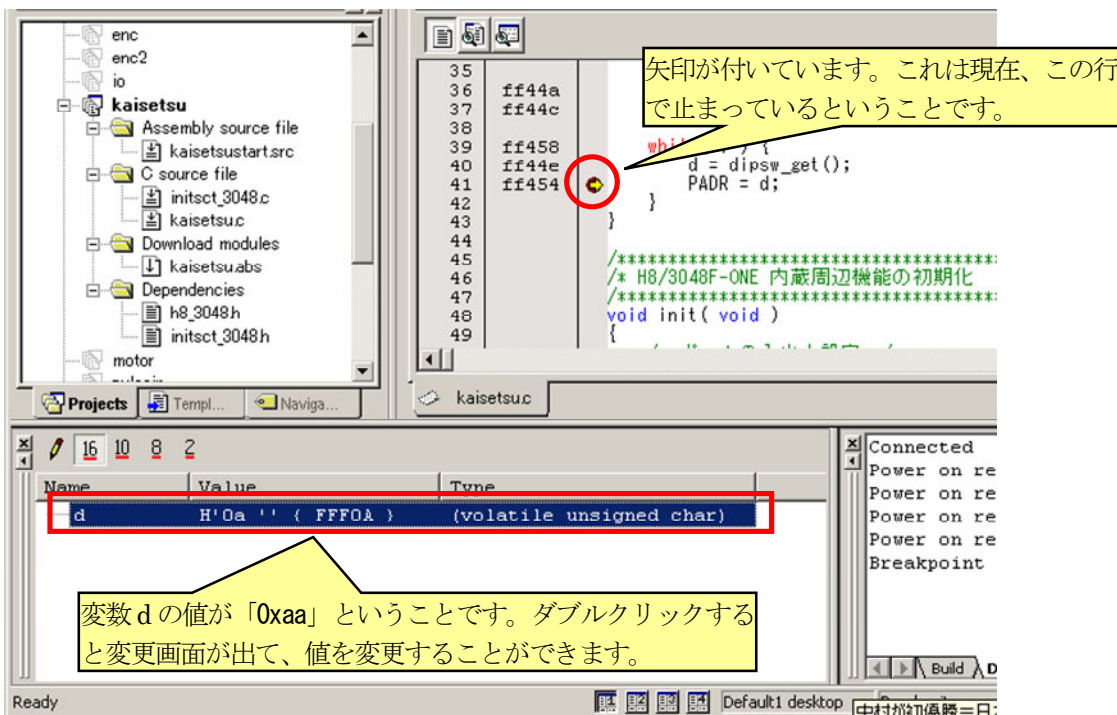 enc
enc2
io
kaisetsu
Assembly source file
kaisetsustart.src
C source file
initsct_3048.c
kaisetsu.c
Download modules
kaisetsu.abs
Dependencies
h8_3048.h
initsct_3048.h
motor
Projects Templ... Naviga...
35
36 ff44a
37 ff44c
38
39 ff458
40 ff44e d = dipsw_get();
41 ff454 PADR = d;
42 }
43 }
44
45 /****************************************
46 /* H8/3048F-ONE 内蔵周辺機能の初期化
47 /****************************************
48 void init( void )
49 {
kaisetsu.c
矢印が付いています。これは現在、この行
で止まっているということです。
16 10 8 2
Name Value Type
d H'0a '' { FFF0A } (volatile unsigned char)
変数 d の値が「0xaa」ということです。ダブルクリックする
と変更画面が出て、値を変更することができます。
Connected
Power on re
Power on re
Power on re
Power on re
Breakpoint
Build D
Ready Default1 desktop